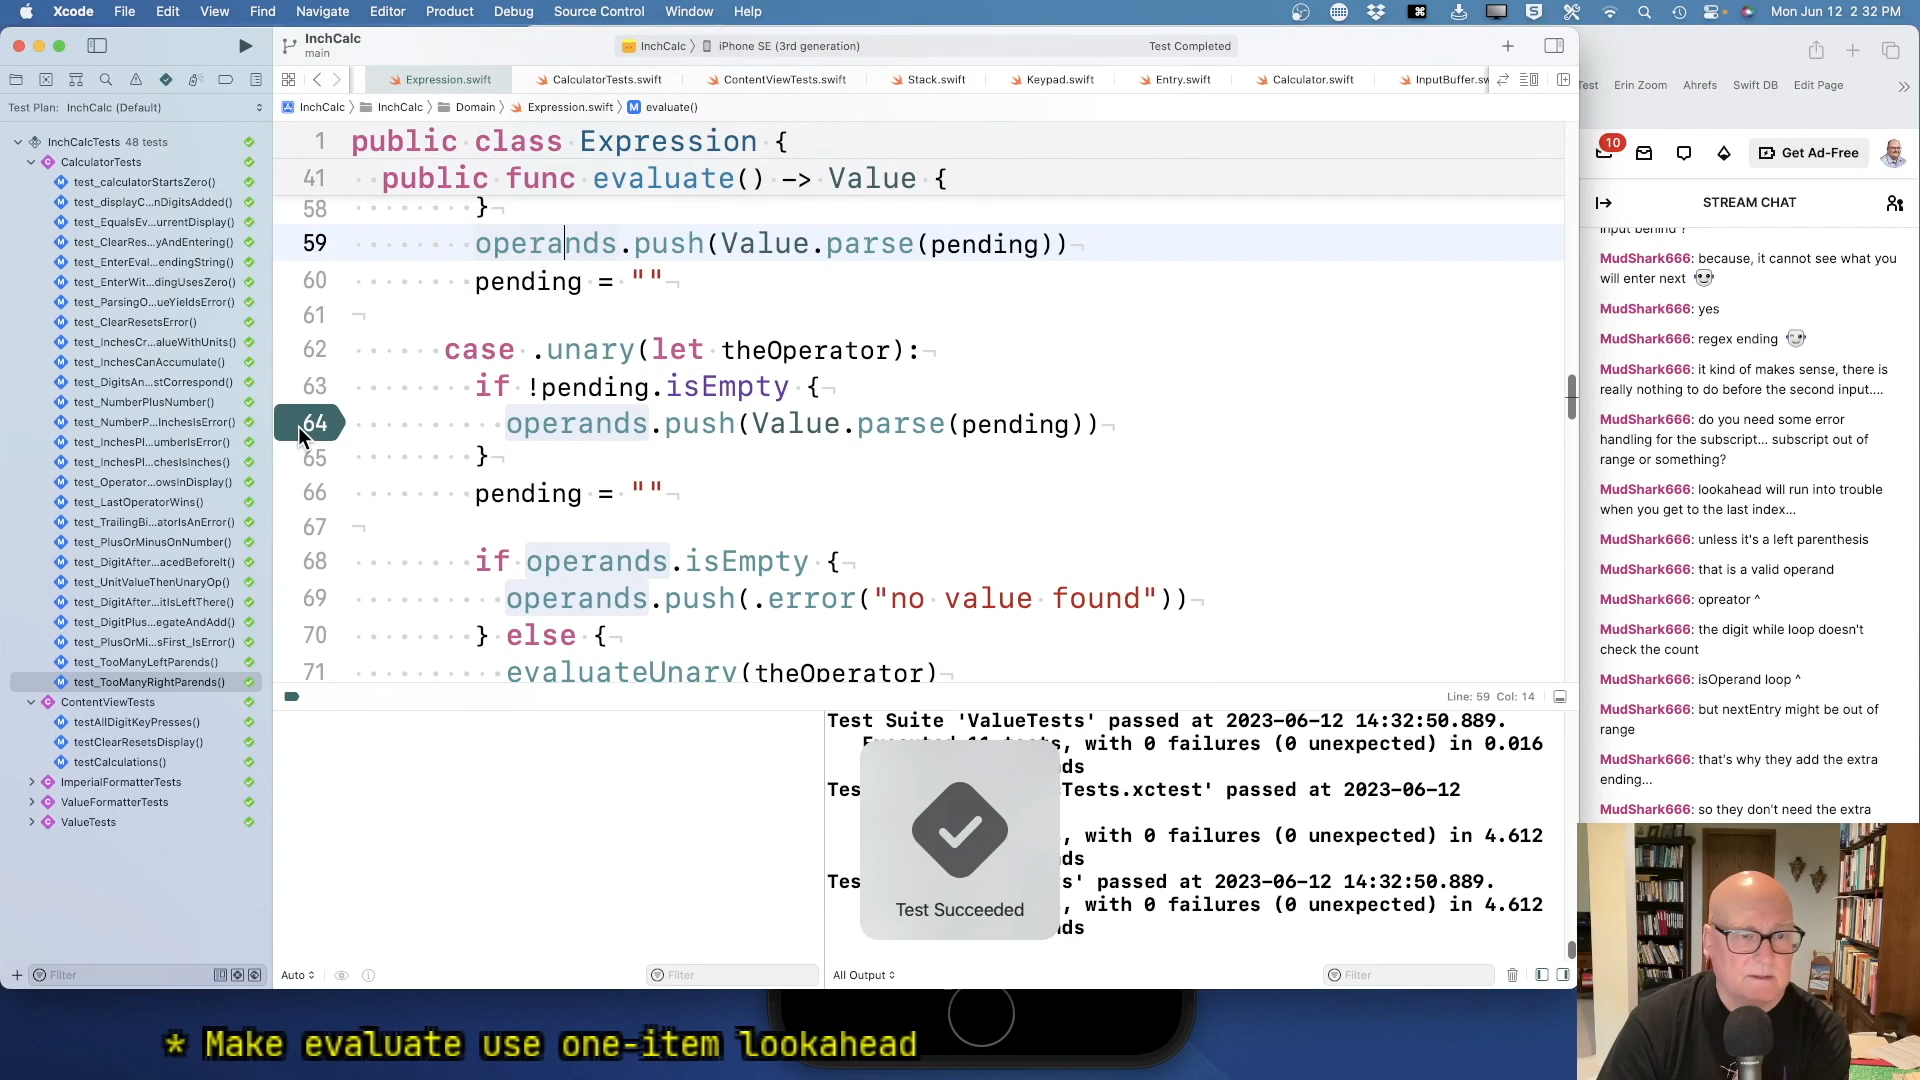 Xcode File Edit View Find Navigate Editor Product Debug Source Control Window Help Mon Jun 12 2:32 PM
InchCalc
main
InchCalc iPhone SE (3rd generation) Test Completed
Expression.swift CalculatorTests.swift ContentViewTests.swift Stack.swift Keypad.swift Entry.swift Calculator.swift InputBuffer.sw
Test Plan: InchCalc (Default)
InchCalc InchCalc Domain Expression.swift evaluate()
InchCalcTests 48 tests
CalculatorTests
test_calculatorStartsZero()
test_displayC...nDigitsAdded()
test_EqualsEv...urrentDisplay()
test_ClearRes...yAndEntering()
test_EnterEval...endingString()
test_EnterWit...dingUsesZero()
test_ParsingO...ueYieldsError()
test_ClearResetsError()
test_InchesCr...alueWithUnits()
test_InchesCanAccumulate()
test_DigitsAn...stCorrespond()
test_NumberPlusNumber()
test_NumberP...InchesIsError()
test_InchesPl...umberIsError()
test_InchesPl...chesIsInches()
test_Operator...owsInDisplay()
test_LastOperatorWins()
test_TrailingBi...atorIsAnError()
test_PlusOrMinusOnNumber()
test_DigitAfter...acedBeforeIt()
test_UnitValueThenUnaryOp()
test_DigitAfter...itIsLeftThere()
test_DigitPlus...egateAndAdd()
test_PlusOrMi...sFirst_IsError()
test_TooManyLeftParends()
test_TooManyRightParends()
ContentViewTests
testAllDigitKeyPresses()
testClearResetsDisplay()
testCalculations()
ImperialFormatterTests
ValueFormatterTests
ValueTests
Filter
1 public class Expression {
41 public func evaluate() -> Value {
58 }
59 operands.push(Value.parse(pending))
60 pending = ""
61
62 case .unary(let theOperator):
63 if !pending.isEmpty {
64 operands.push(Value.parse(pending))
65 }
66 pending = ""
67
68 if operands.isEmpty {
69 operands.push(.error("no value found"))
70 } else {
71 evaluateUnary(theOperator)
Line: 59 Col: 14
Test Suite 'ValueTests' passed at 2023-06-12 14:32:50.889.
tests, with 0 failures (0 unexpected) in 0.016
Tests.xctest' passed at 2023-06-12
, with 0 failures (0 unexpected) in 4.612
' passed at 2023-06-12 14:32:50.889.
, with 0 failures (0 unexpected) in 4.612
Test Succeeded
Auto Filter All Output Filter
Test Erin Zoom Ahrefs Swift DB Edit Page
10 Get Ad-Free
STREAM CHAT
input behind ?
MudShark666: because, it cannot see what you
will enter next
MudShark666: yes
MudShark666: regex ending
MudShark666: it kind of makes sense, there is
really nothing to do before the second input....
MudShark666: do you need some error
handling for the subscript... subscript out of
range or something?
MudShark666: lookahead will run into trouble
when you get to the last index...
MudShark666: unless it's a left parenthesis
MudShark666: that is a valid operand
MudShark666: opreator ^
MudShark666: the digit while loop doesn't
check the count
MudShark666: isOperand loop ^
MudShark666: but nextEntry might be out of
range
MudShark666: that's why they add the extra
ending...
MudShark666: so they don't need the extra
* Make evaluate use one-item lookahead